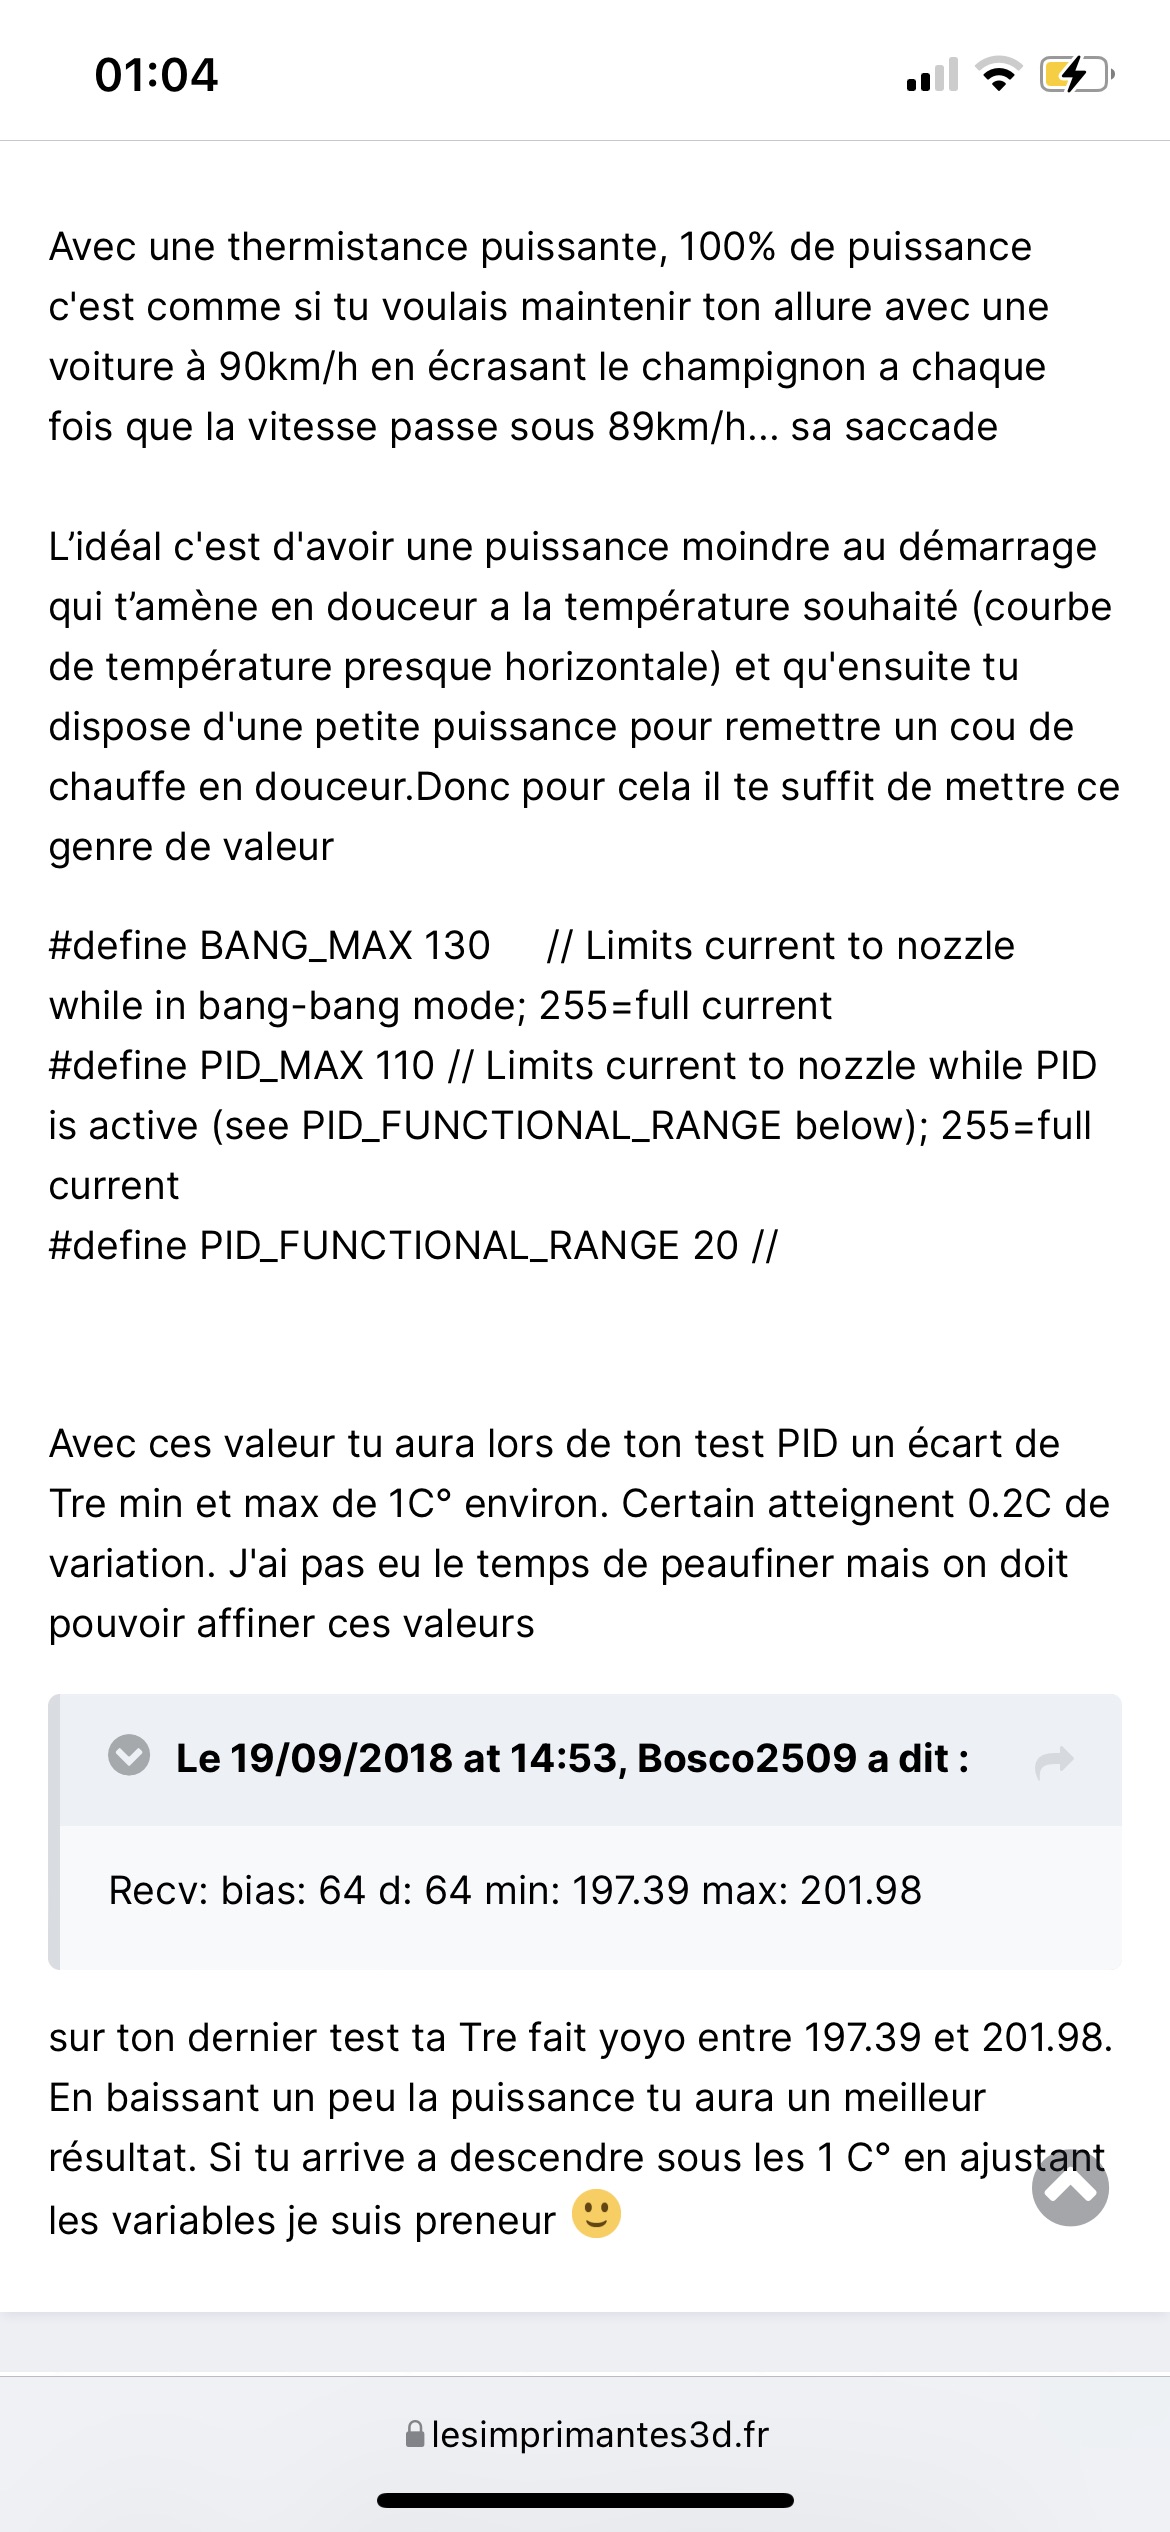 01:04
Avec une thermistance puissante, 100% de puissance
c'est comme si tu voulais maintenir ton allure avec une
voiture à 90km/h en écrasant le champignon a chaque
fois que la vitesse passe sous 89km/h... sa saccade
L’idéal c'est d'avoir une puissance moindre au démarrage
qui t’amène en douceur a la température souhaité (courbe
de température presque horizontale) et qu'ensuite tu
dispose d'une petite puissance pour remettre un cou de
chauffe en douceur.Donc pour cela il te suffit de mettre ce
genre de valeur
#define BANG_MAX 130     // Limits current to nozzle
while in bang-bang mode; 255=full current
#define PID_MAX 110 // Limits current to nozzle while PID
is active (see PID_FUNCTIONAL_RANGE below); 255=full
current
#define PID_FUNCTIONAL_RANGE 20 //
Avec ces valeur tu aura lors de ton test PID un écart de
Tre min et max de 1C° environ. Certain atteignent 0.2C de
variation. J'ai pas eu le temps de peaufiner mais on doit
pouvoir affiner ces valeurs
Le 19/09/2018 at 14:53, Bosco2509 a dit :
Recv: bias: 64 d: 64 min: 197.39 max: 201.98
sur ton dernier test ta Tre fait yoyo entre 197.39 et 201.98.
En baissant un peu la puissance tu aura un meilleur
résultat. Si tu arrive a descendre sous les 1 C° en ajustant
les variables je suis preneur 🙂
lesimprimantes3d.fr